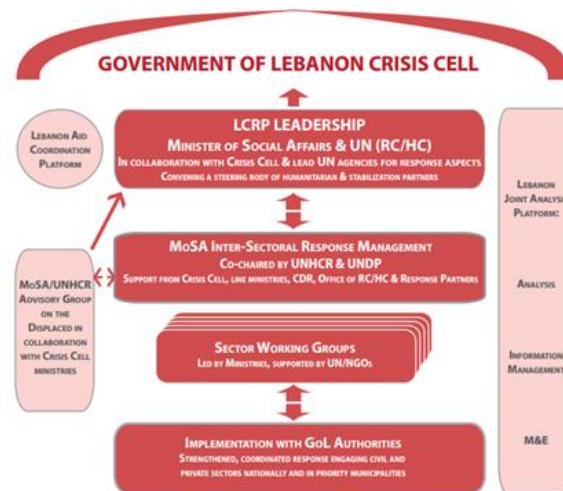 GOVERNMENT OF LEBANON CRISIS CELL
LEBANON AID
COORDINATION
PLATFORM
LCRP LEADERSHIP
MINISTER OF SOCIAL AFFAIRS & UN (RC/HC)
IN COLLABORATION WITH CRISIS CELL & LEAD UN AGENCIES FOR RESPONSE ASPECTS
CONVENING A STEERING BODY OF HUMANITARIAN & STABILIZATION PARTNERS
MOSA/UNHCR
ADVISORY GROUP
ON THE
DISPLACED IN
COLLABORATION
WITH CRISIS CELL
MINISTRIES
MOSA INTER-SECTORAL RESPONSE MANAGEMENT
CO-CHAIRED BY UNHCR & UNDP
SUPPORT FROM CRISIS CELL, LINE MINISTRIES, CDR, OFFICE OF RC/HC & RESPONSE PARTNERS
SECTOR WORKING GROUPS
LED BY MINISTRIES, SUPPORTED BY UN/NGOS
IMPLEMENTATION WITH GOL AUTHORITIES
STRENGTHENED, COORDINATED RESPONSE ENGAGING CIVIL AND
PRIVATE SECTORS NATIONALLY AND IN PRIORITY MUNICIPALITIES
LEBANON
JOINT ANALYSIS
PLATFORM:
ANALYSIS
INFORMATION
MANAGEMENT
M&E